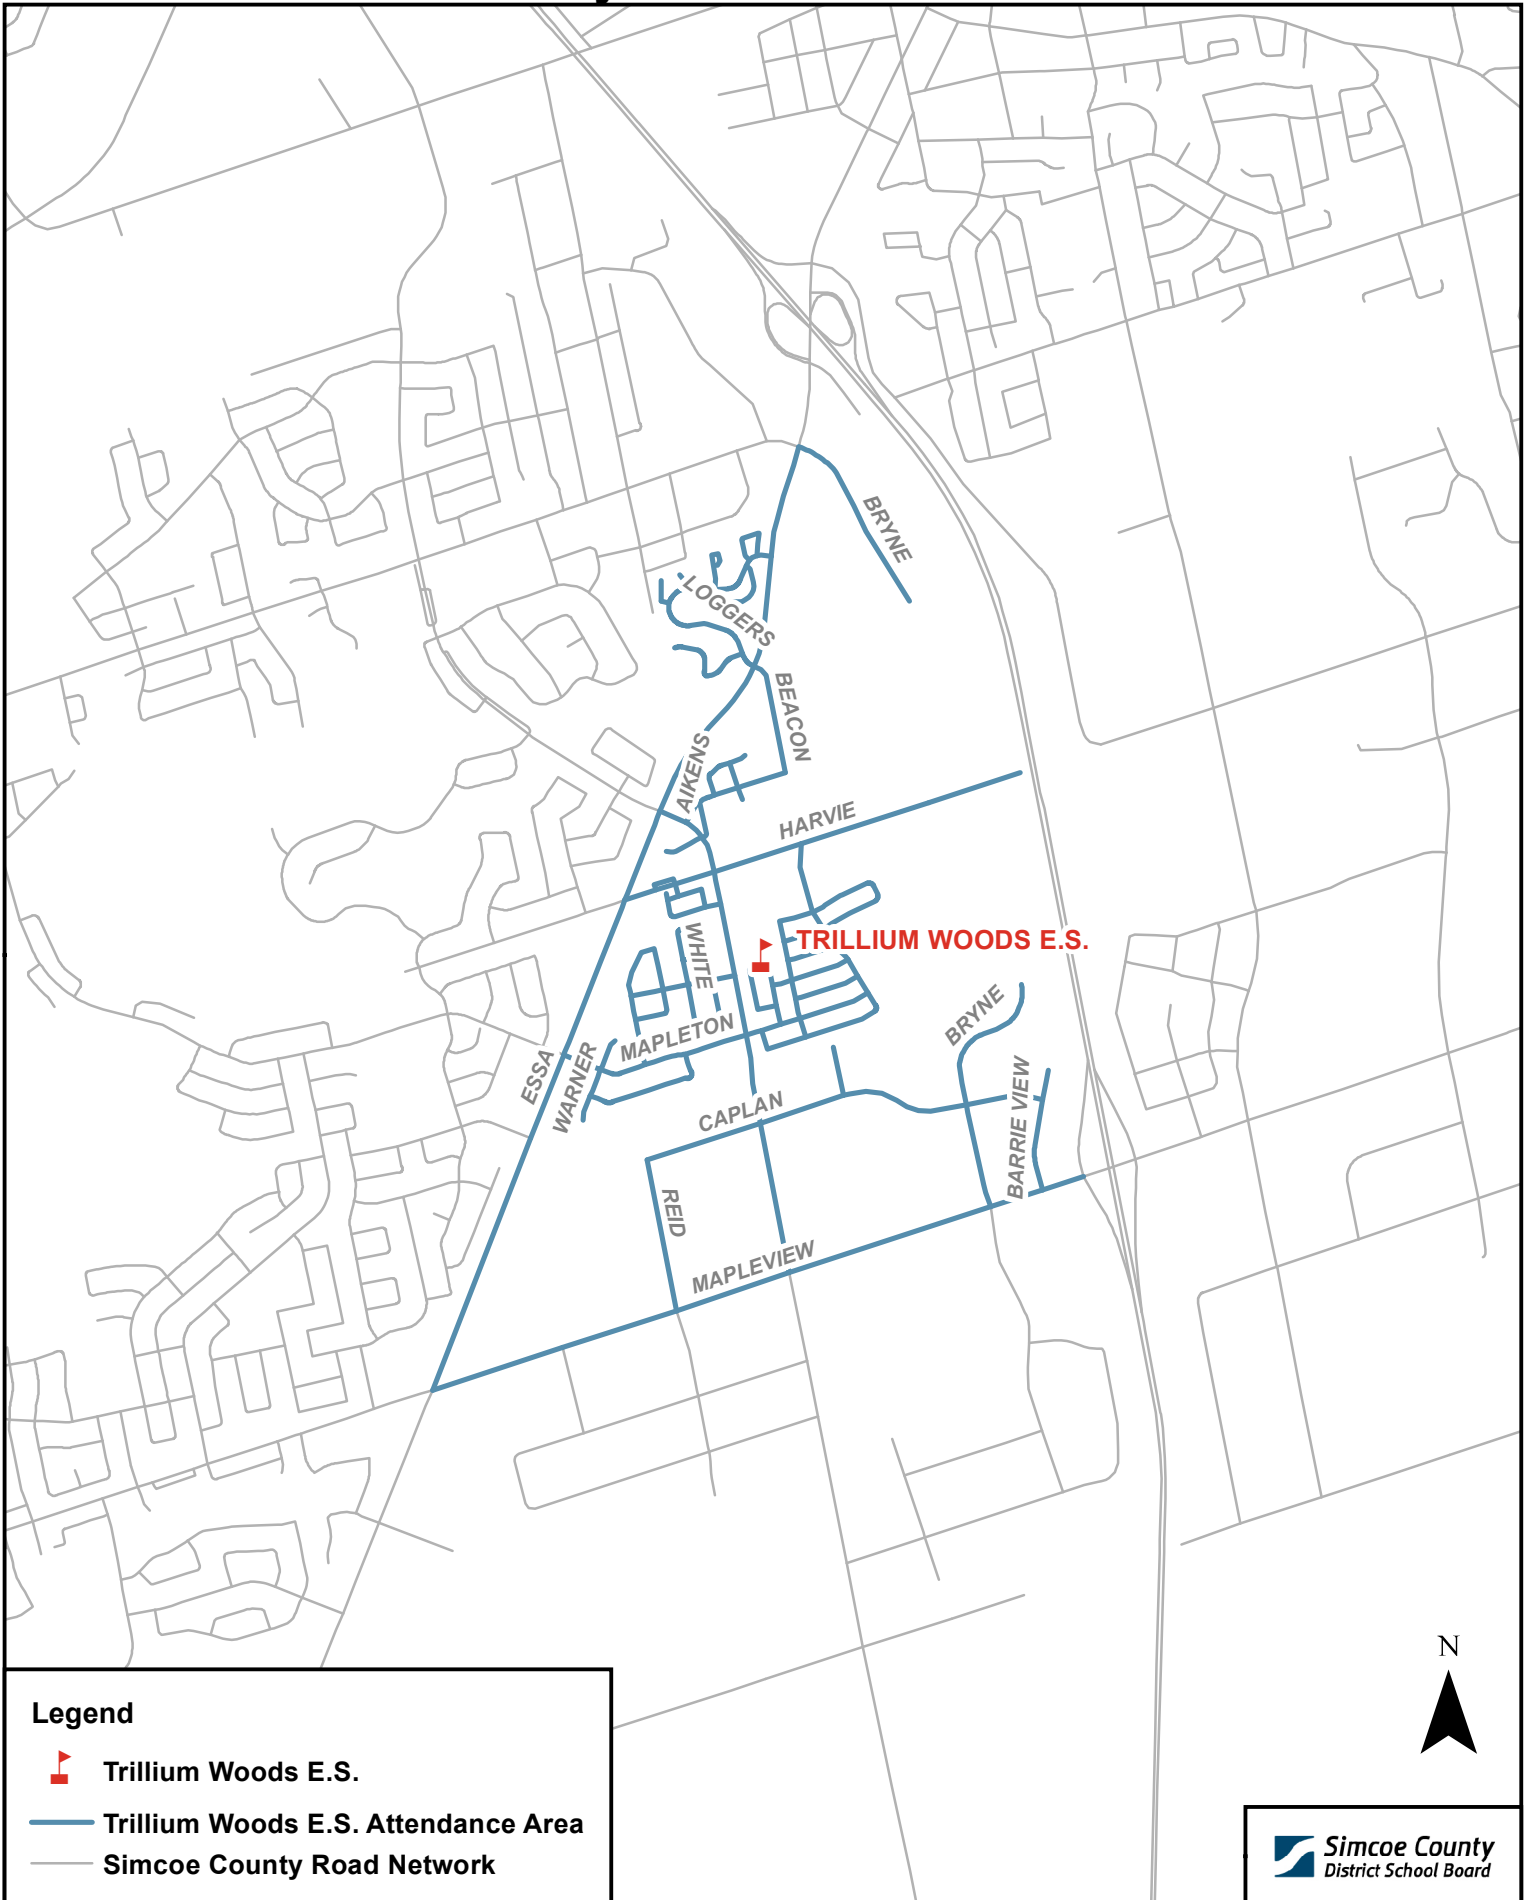 BRYNE
LOGGERS
BEACON
AIKENS
HARVIE
TRILLIUM WOODS E.S.
WHITE
BRYNE
MAPLETON
ESSA
WARNER
BARRIE VIEW
CAPLAN
REID
MAPLEVIEW
N
Legend
Trillium Woods E.S.
Trillium Woods E.S. Attendance Area
Simcoe County Road Network
Simcoe County
District School Board